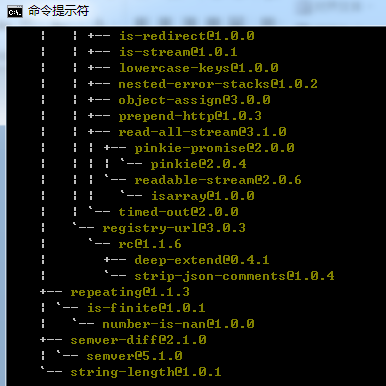 命令提示符
¦    ¦ +-- is-redirect@1.0.0
¦    ¦ +-- is-stream@1.0.1
¦    ¦ +-- lowercase-keys@1.0.0
¦    ¦ +-- nested-error-stacks@1.0.2
¦    ¦ +-- object-assign@3.0.0
¦    ¦ +-- prepend-http@1.0.3
¦    ¦ +-- read-all-stream@3.1.0
¦    ¦ ¦ +-- pinkie-promise@2.0.0
¦    ¦ ¦ ¦ `-- pinkie@2.0.4
¦    ¦ ¦ `-- readable-stream@2.0.6
¦    ¦ ¦   `-- isarray@1.0.0
¦    ¦ `-- timed-out@2.0.0
¦    `-- registry-url@3.0.3
¦      `-- rc@1.1.6
¦        +-- deep-extend@0.4.1
¦        `-- strip-json-comments@1.0.4
+-- repeating@1.1.3
¦ `-- is-finite@1.0.1
¦   `-- number-is-nan@1.0.0
+-- semver-diff@2.1.0
¦ `-- semver@5.1.0
`-- string-length@1.0.1